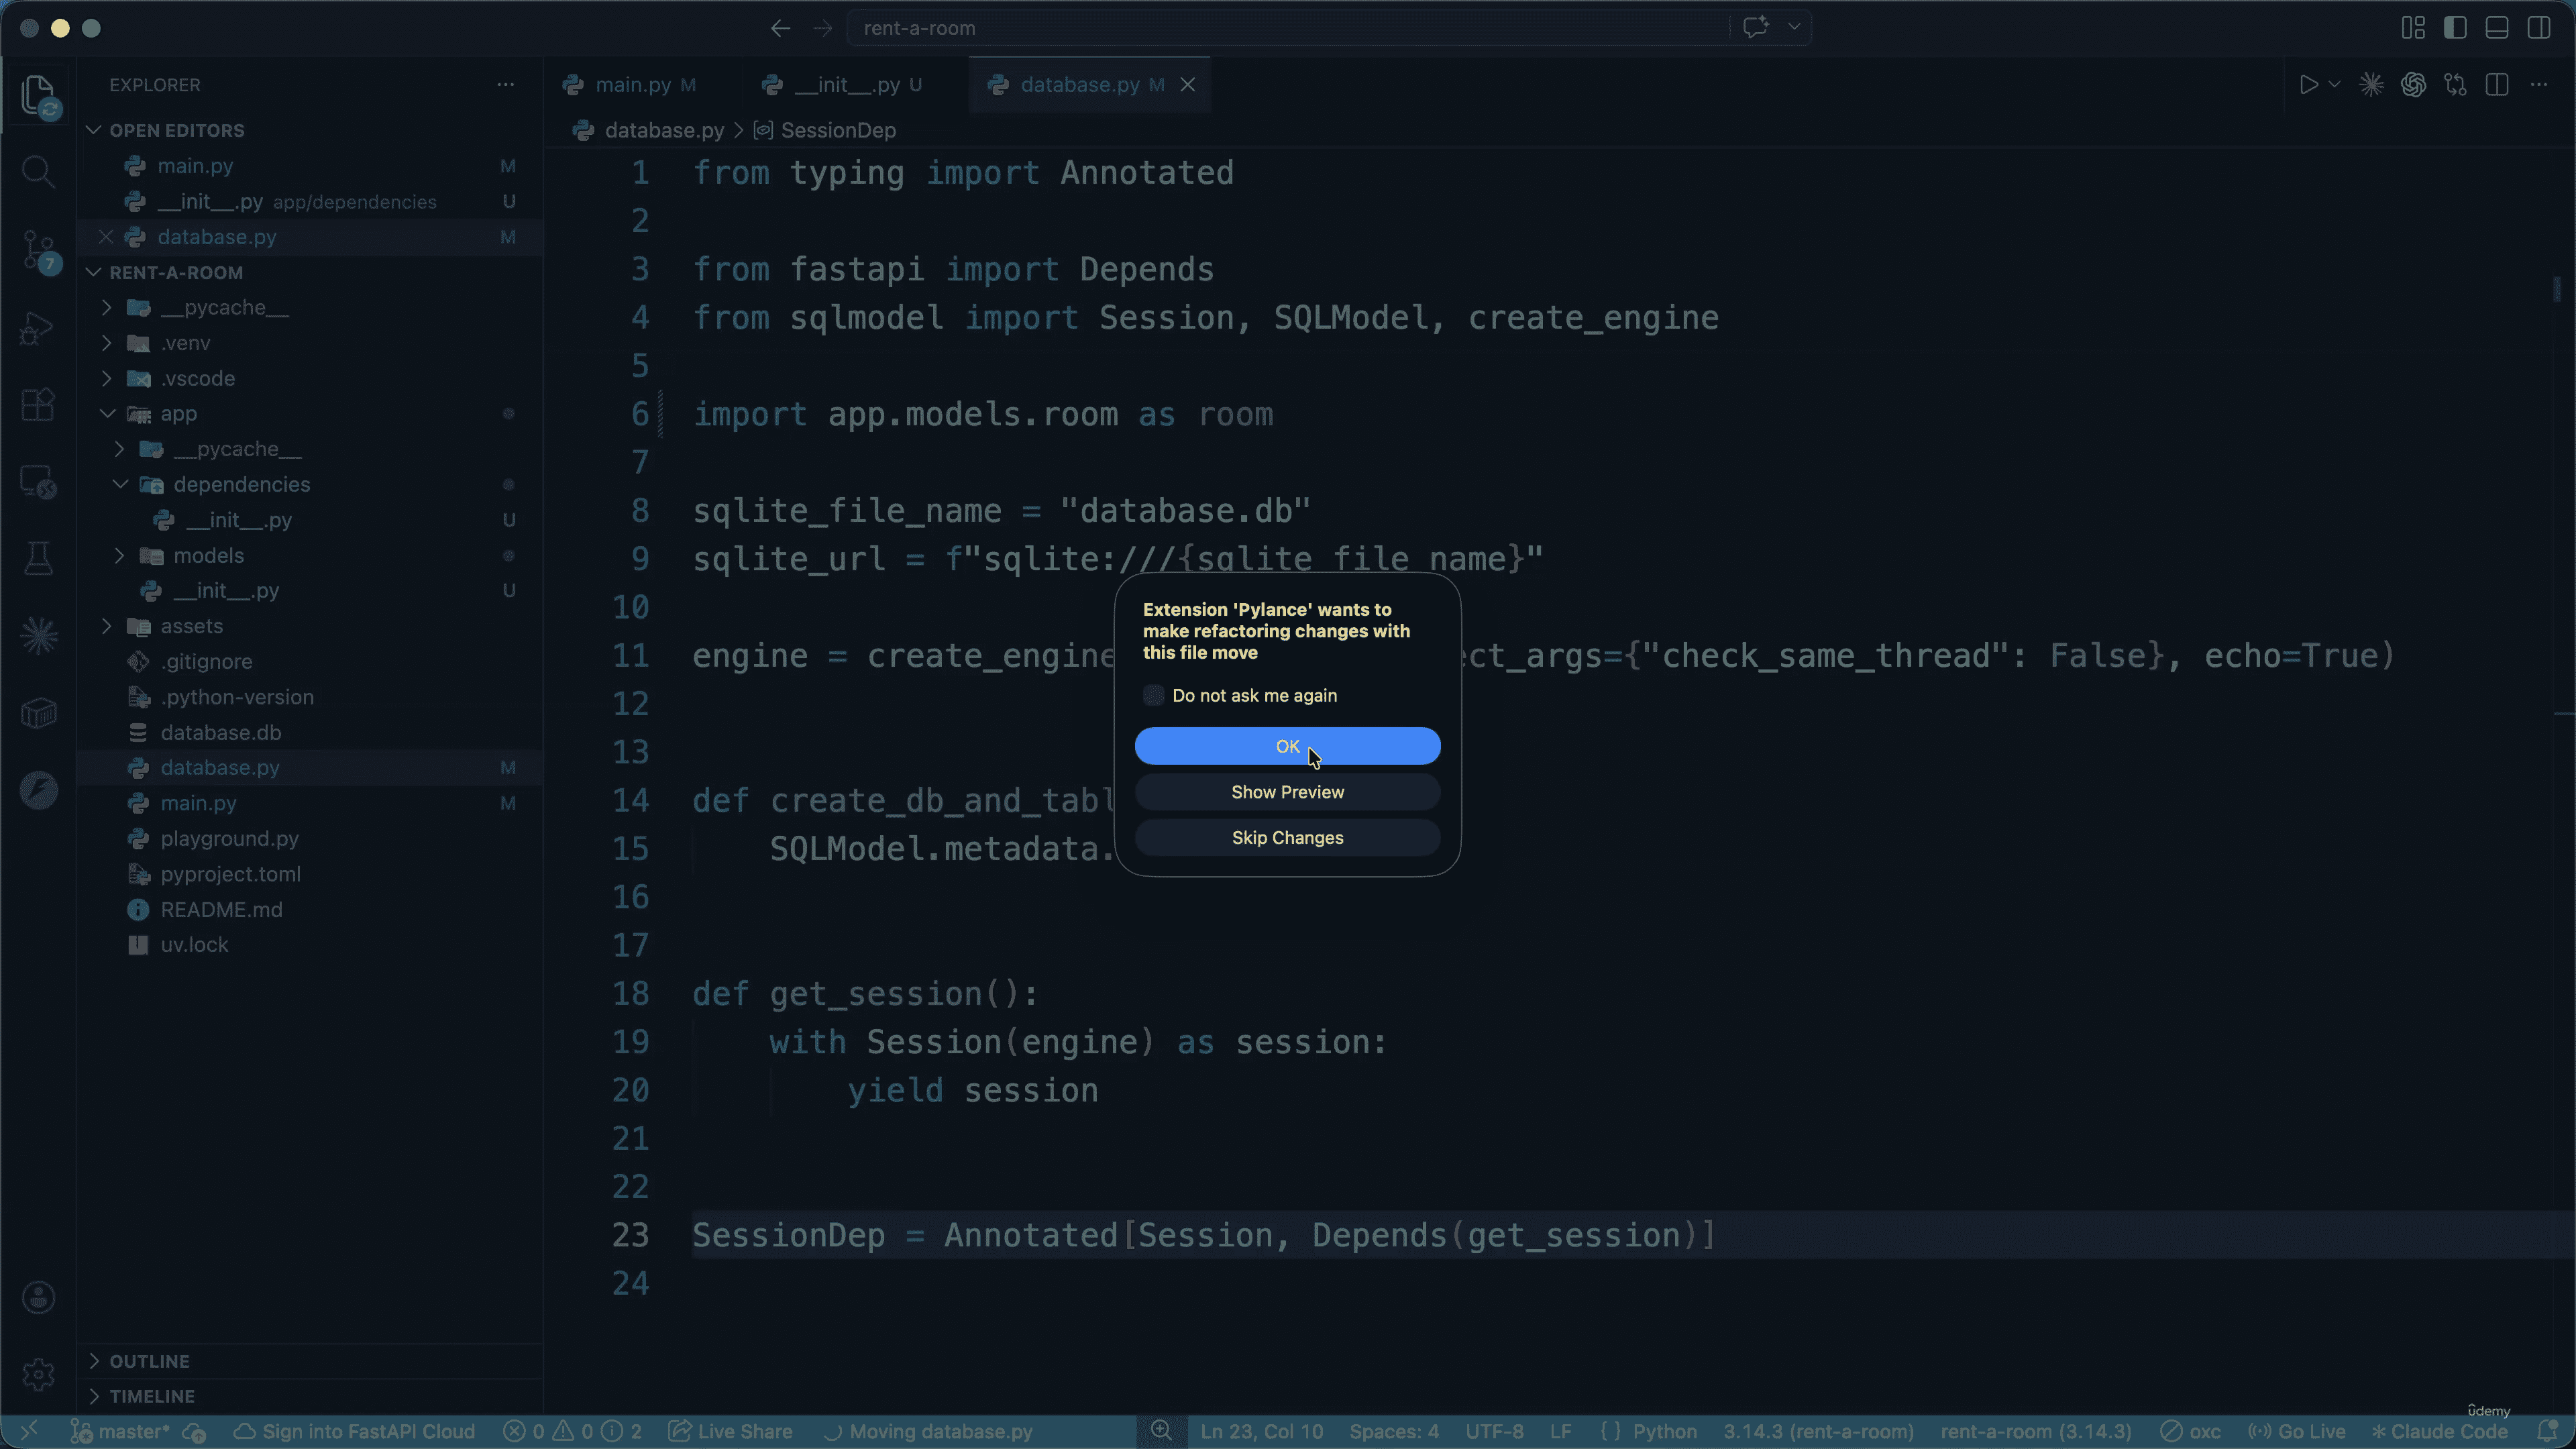 rent-a-room
EXPLORER
OPEN EDITORS
main.py M
__init__.py app/dependencies U
database.py M
RENT-A-ROOM
__pycache__
.venv
.vscode
app
__pycache__
dependencies
__init__.py U
models
__init__.py U
assets
.gitignore
.python-version
database.db
database.py M
main.py M
playground.py
pyproject.toml
README.md
uv.lock
OUTLINE
TIMELINE
7
main.py M
__init__.py U
database.py M
database.py > SessionDep
1 from typing import Annotated
2
3 from fastapi import Depends
4 from sqlmodel import Session, SQLModel, create_engine
5
6 import app.models.room as room
7
8 sqlite_file_name = "database.db"
9 sqlite_url = f"sqlite:///{sqlite_file_name}"
10
11 engine = create_engine ct_args={"check_same_thread": False}, echo=True)
12
13
14 def create_db_and_tabl
15 SQLModel.metadata.
16
17
18 def get_session():
19 with Session(engine) as session:
20 yield session
21
22
23 SessionDep = Annotated[Session, Depends(get_session)]
24
Extension 'Pylance' wants to
make refactoring changes with
this file move
Do not ask me again
OK
Show Preview
Skip Changes
ûdemy
master* Sign into FastAPI Cloud 0 0 2 Live Share Moving database.py Ln 23, Col 10 Spaces: 4 UTF-8 LF { } Python 3.14.3 (rent-a-room) rent-a-room (3.14.3) oxc Go Live Claude Code